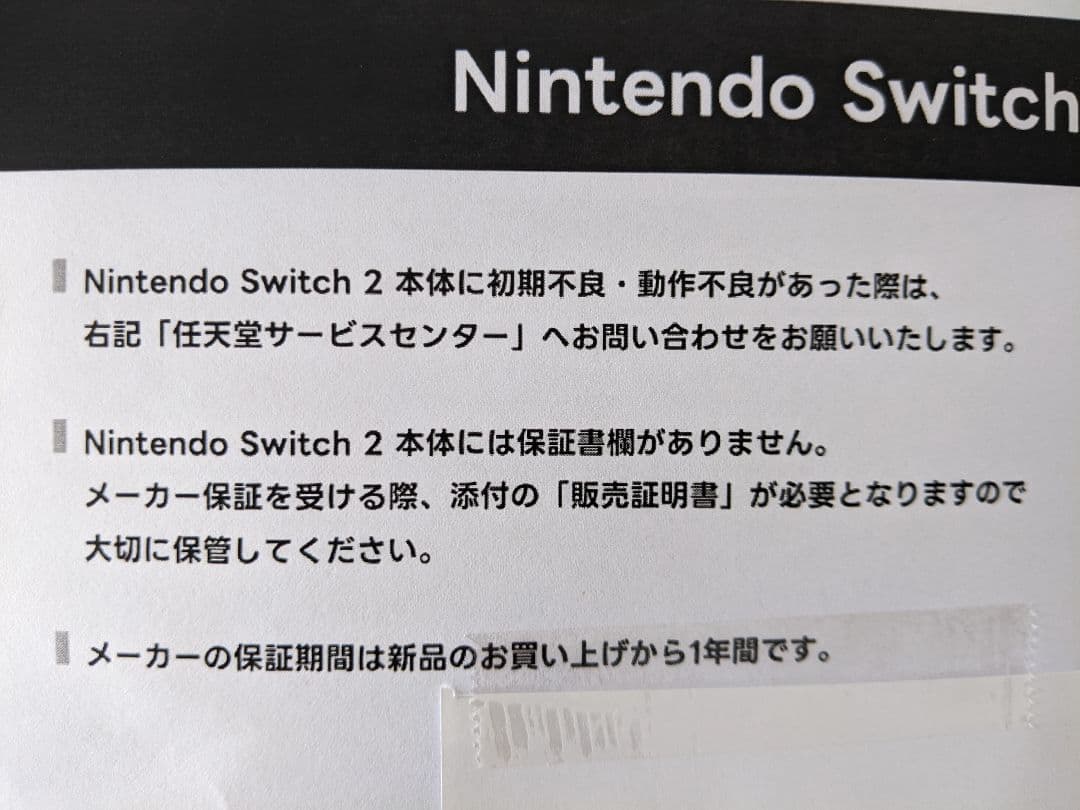 Nintendo Switch
Nintendo Switch 2 本体に初期不良・動作不良があった際は、
右記「任天堂サービスセンター」へお問い合わせをお願いいたします。
Nintendo Switch 2 本体には保証書欄がありません。
メーカー保証を受ける際、添付の「販売証明書」が必要となりますので
大切に保管してください。
メーカーの保証期間は新品のお買い上げから1年間です。